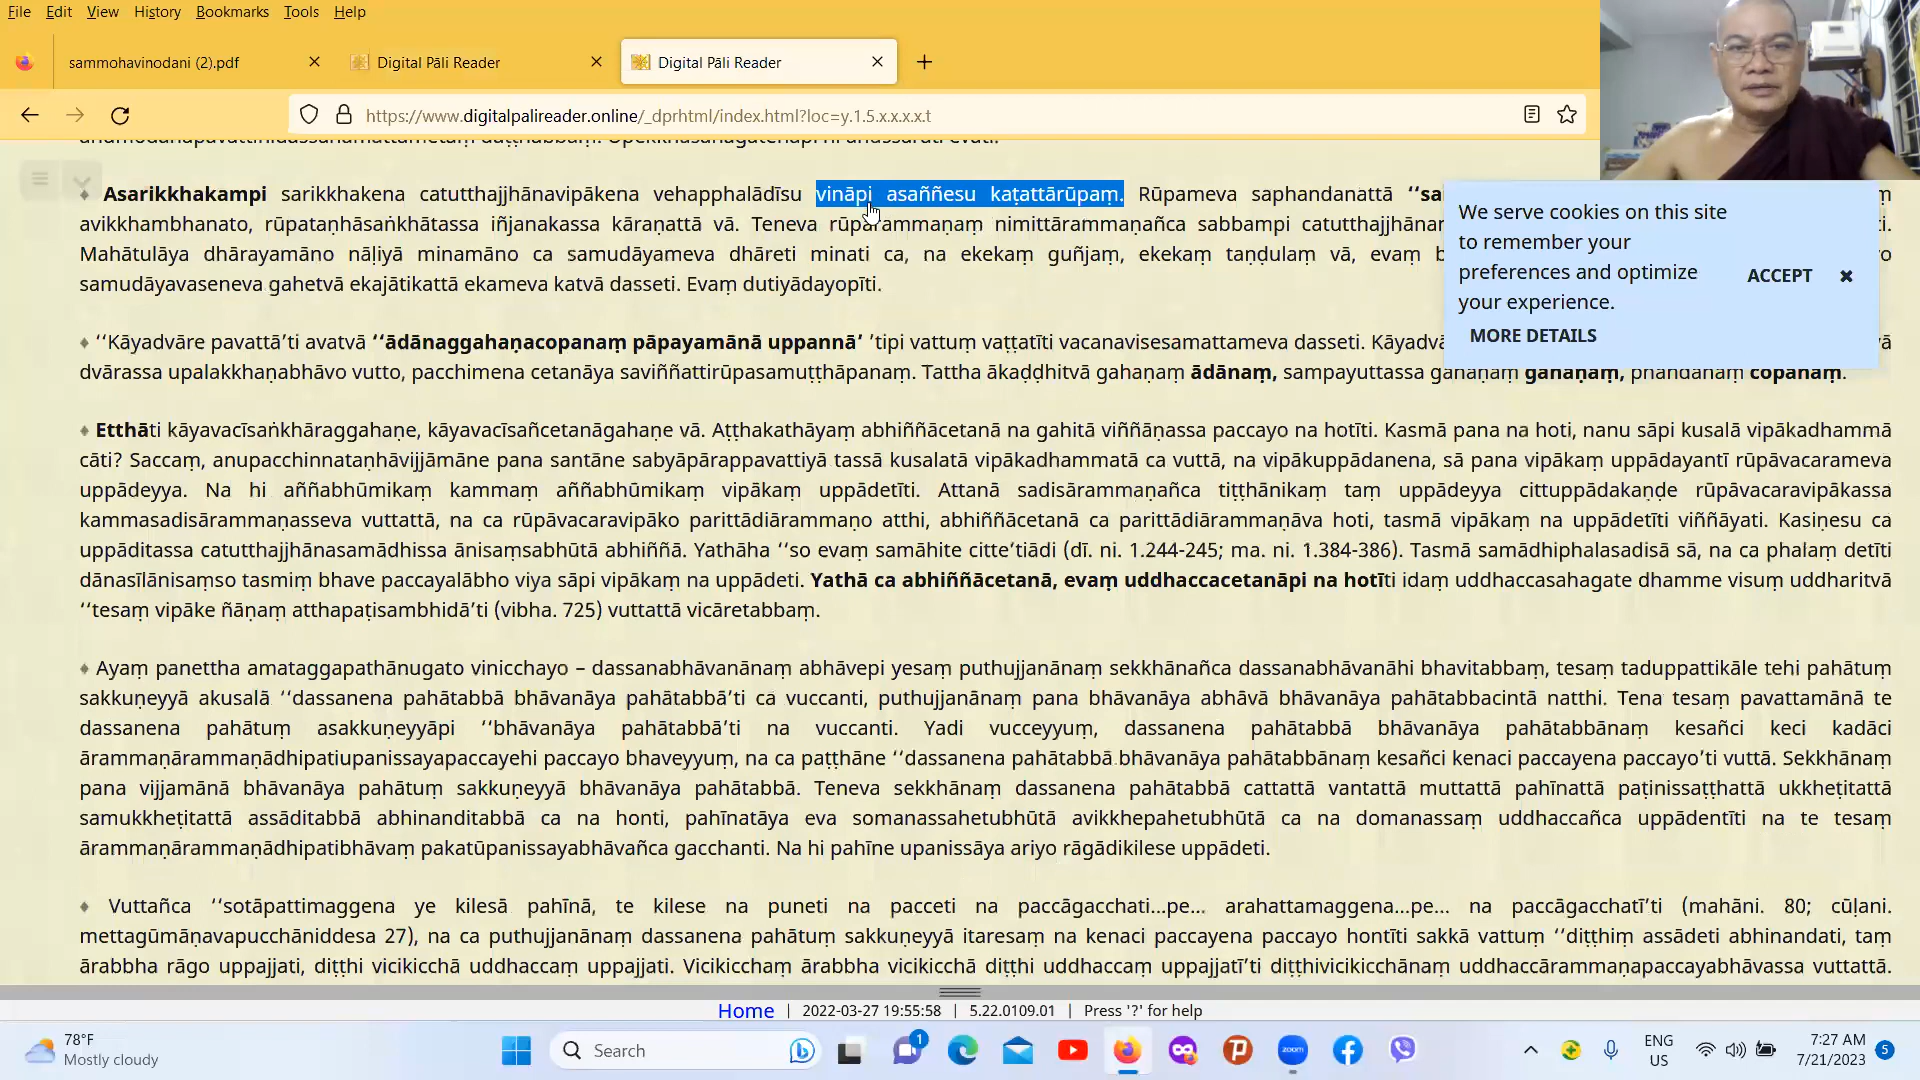 File Edit View History Bookmarks Tools Help
sammohavinodani (2).pdf
Digital Pāli Reader
Digital Pāli Reader
https://www.digitalpalireader.online/_dprhtml/index.html?loc=y.1.5.x.x.x.x.t
♦ Asarikkhakampi sarikkhakena catutthajjhānavipākena vehapphalādīsu vināpi asaññesu kaṭattārūpaṃ. Rūpameva saphandanattā ‘‘sa
avikkhambhanato, rūpataṇhāsaṅkhātassa iñjanakassa kāraṇattā vā. Teneva rūpārammaṇaṃ nimittārammaṇañca sabbampi
Mahātulāya dhārayamāno nāḷiyā minamāno ca samudāyameva dhāreti minati ca, na ekekaṃ guñjaṃ, ekekaṃ taṇḍulaṃ vā, evaṃ
samudāyavaseneva gahetvā ekajātikattā ekameva katvā dasseti. Evaṃ dutiyādayopīti.
We serve cookies on this site
to remember your
preferences and optimize
your experience.
ACCEPT
MORE DETAILS
♦ ‘‘Kāyadvāre pavattā’ti avatvā ‘‘ādānaggahaṇacopanaṃ pāpayamānā uppannā’ ’tipi vattuṃ vaṭṭatīti vacanavisesamattameva dasseti.
dvārassa upalakkhaṇabhāvo vutto, pacchimena cetanāya saviññattirūpasamuṭṭhāpanaṃ. Tattha ākaḍḍhitvā gahaṇaṃ ādānaṃ, sampayuttassa gahaṇaṃ gahaṇaṃ, phandanaṃ copanaṃ.
♦ Etthāti kāyavacīsaṅkhāraggahaṇe, kāyavacīsañcetanāgahaṇe vā. Aṭṭhakathāyaṃ abhiññācetanā na gahitā viññāṇassa paccayo na hotīti. Kasmā pana na hoti, nanu sāpi kusalā vipākadhammā
cāti? Saccaṃ, anupacchinnataṇhāvijjāmāne pana santāne sabyāpārappavattiyā tassā kusalatā vipākadhammatā ca vuttā, na vipākuppādanena, sā pana vipākaṃ uppādayantī rūpāvacarameva
uppādeyya. Na hi aññabhūmikaṃ kammaṃ aññabhūmikaṃ vipākaṃ uppādetīti. Attanā sadisārammaṇañca tiṭṭhānikaṃ taṃ uppādeyya cittuppādakaṇḍe rūpāvacaravipākassa
kammasadisārammaṇasseva vuttattā, na ca rūpāvacaravipāko parittādiārammaṇo atthi, abhiññācetanā ca parittādiārammaṇāva hoti, tasmā vipākaṃ na uppādetīti viññāyati. Kasiṇesu ca
uppāditassa catutthajjhānasamādhissa ānisaṃsabhūtā abhiññā. Yathāha ‘‘so evaṃ samāhite citte’tiādi (dī. ni. 1.244-245; ma. ni. 1.384-386). Tasmā samādhiphalasadisā sā, na ca phalaṃ detīti
dānasīlānisaṃso tasmiṃ bhave paccayalābho viya sāpi vipākaṃ na uppādeti. Yathā ca abhiññācetanā, evaṃ uddhaccacetanāpi na hotīti idaṃ uddhaccasahagate dhamme visuṃ uddharitvā
‘‘tesaṃ vipāke ñāṇaṃ atthapaṭisambhidā’ti (vibha. 725) vuttattā vicāretabbaṃ.
♦ Ayaṃ panettha amataggapathānugato vinicchayo – dassanabhāvanānaṃ abhāvepi yesaṃ puthujjanānaṃ sekkhānañca dassanabhāvanāhi bhavitabbaṃ, tesaṃ taduppattikāle tehi pahātuṃ
sakkuṇeyyā akusalā ‘‘dassanena pahātabbā bhāvanāya pahātabbā’ti ca vuccanti, puthujjanānaṃ pana bhāvanāya abhāvā bhāvanāya pahātabbacintā natthi. Tena tesaṃ pavattamānā te
dassanena pahātuṃ asakkuṇeyyāpi ‘‘bhāvanāya pahātabbā’ti na vuccanti. Yadi vucceyyuṃ, dassanena pahātabbā bhāvanāya pahātabbānaṃ kesañci keci kadāci
ārammaṇārammaṇādhipatiupanissayapaccayehi paccayo bhaveyyuṃ, na ca paṭṭhāne ‘‘dassanena pahātabbā bhāvanāya pahātabbānaṃ kesañci kenaci paccayena paccayo’ti vuttā. Sekkhānaṃ
pana vijjamānā bhāvanāya pahātuṃ sakkuṇeyyā bhāvanāya pahātabbā. Teneva sekkhānaṃ dassanena pahātabbā cattattā vantattā muttattā pahīnattā paṭinissaṭṭhattā ukkheṭitattā
samukkheṭitattā assāditabbā abhinanditabbā ca na honti, pahīnatāya eva somanassahetubhūtā avikkhepahetubhūtā ca na domanassaṃ uddhaccañca uppādentīti na te tesaṃ
ārammaṇārammaṇādhipatibhāvaṃ pakatūpanissayabhāvañca gacchanti. Na hi pahīne upanissāya ariyo rāgādikilese uppādeti.
♦ Vuttañca ‘‘sotāpattimaggena ye kilesā pahīnā, te kilese na puneti na pacceti na paccāgacchati…pe… arahattamaggena…pe… na paccāgacchatī’ti (mahāni. 80; cūḷani.
mettagūmāṇavapucchāniddesa 27), na ca puthujjanānaṃ dassanena pahātuṃ sakkuṇeyyā itaresaṃ na kenaci paccayena paccayo hontīti sakkā vattuṃ ‘‘diṭṭhiṃ assādeti abhinandati, taṃ
ārabbha rāgo uppajjati, diṭṭhi vicikicchā uddhaccaṃ uppajjati. Vicikicchaṃ ārabbha vicikicchā diṭṭhi uddhaccaṃ uppajjatī’ti diṭṭhivicikicchānaṃ uddhaccārammaṇapaccayabhāvassa vuttattā.
Home | 2022-03-27 19:55:58 | 5.22.0109.01 | Press '?' for help
78°F
Mostly cloudy
Search
1
zoom
ENG
US
7:27 AM
7/21/2023
5